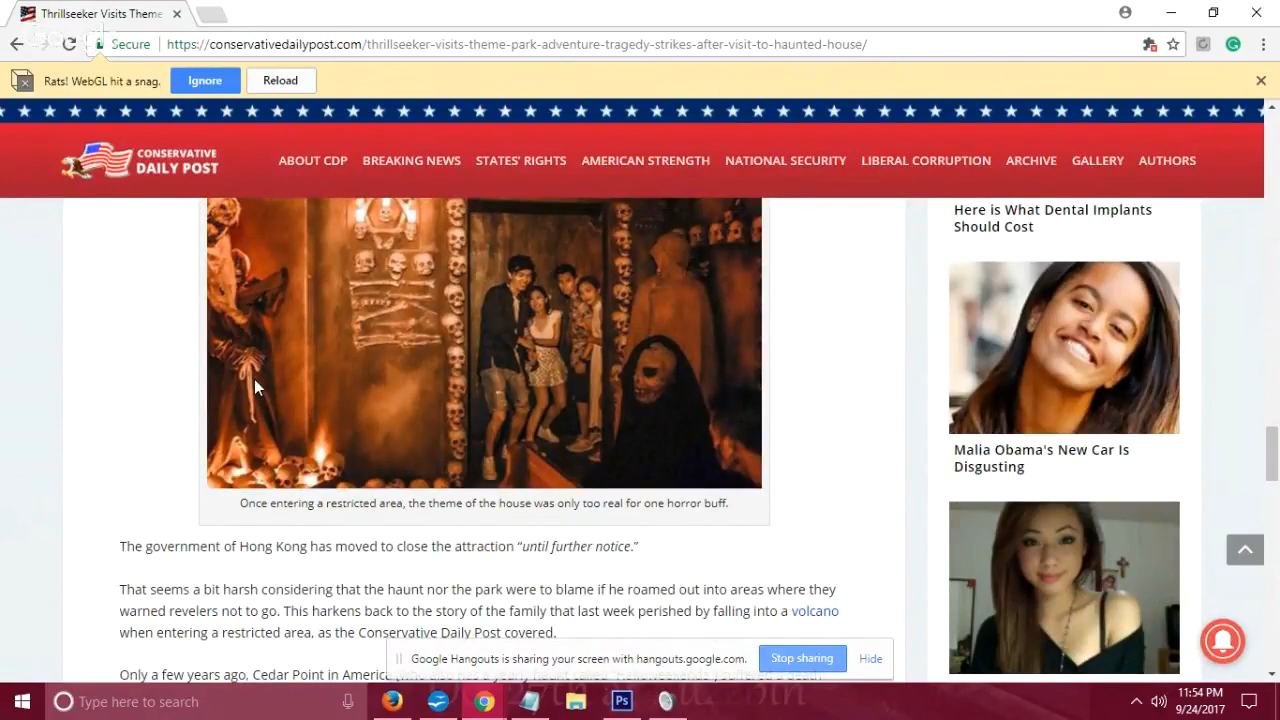 Thrillseeker Visits Theme
Secure
https://conservativedailypost.com/thrillseeker-visits-theme-park-adventure-tragedy-strikes-after-visit-to-haunted-house/
Rats! WebGL hit a snag.
Ignore
Reload
CONSERVATIVE
DAILY POST
ABOUT CDP
BREAKING NEWS
STATES' RIGHTS
AMERICAN STRENGTH
NATIONAL SECURITY
LIBERAL CORRUPTION
ARCHIVE
GALLERY
AUTHORS
Once entering a restricted area, the theme of the house was only too real for one horror buff.
The government of Hong Kong has moved to close the attraction “until further notice.”
That seems a bit harsh considering that the haunt nor the park were to blame if he roamed out into areas where they
warned revelers not to go. This harkens back to the story of the family that last week perished by falling into a volcano
when entering a restricted area, as the Conservative Daily Post covered.
Only a few years ago, Cedar Point in America
Here is What Dental Implants
Should Cost
Malia Obama's New Car Is
Disgusting
Google Hangouts is sharing your screen with hangouts.google.com.
Stop sharing
Hide
Type here to search
Ps
11:54 PM
9/24/2017